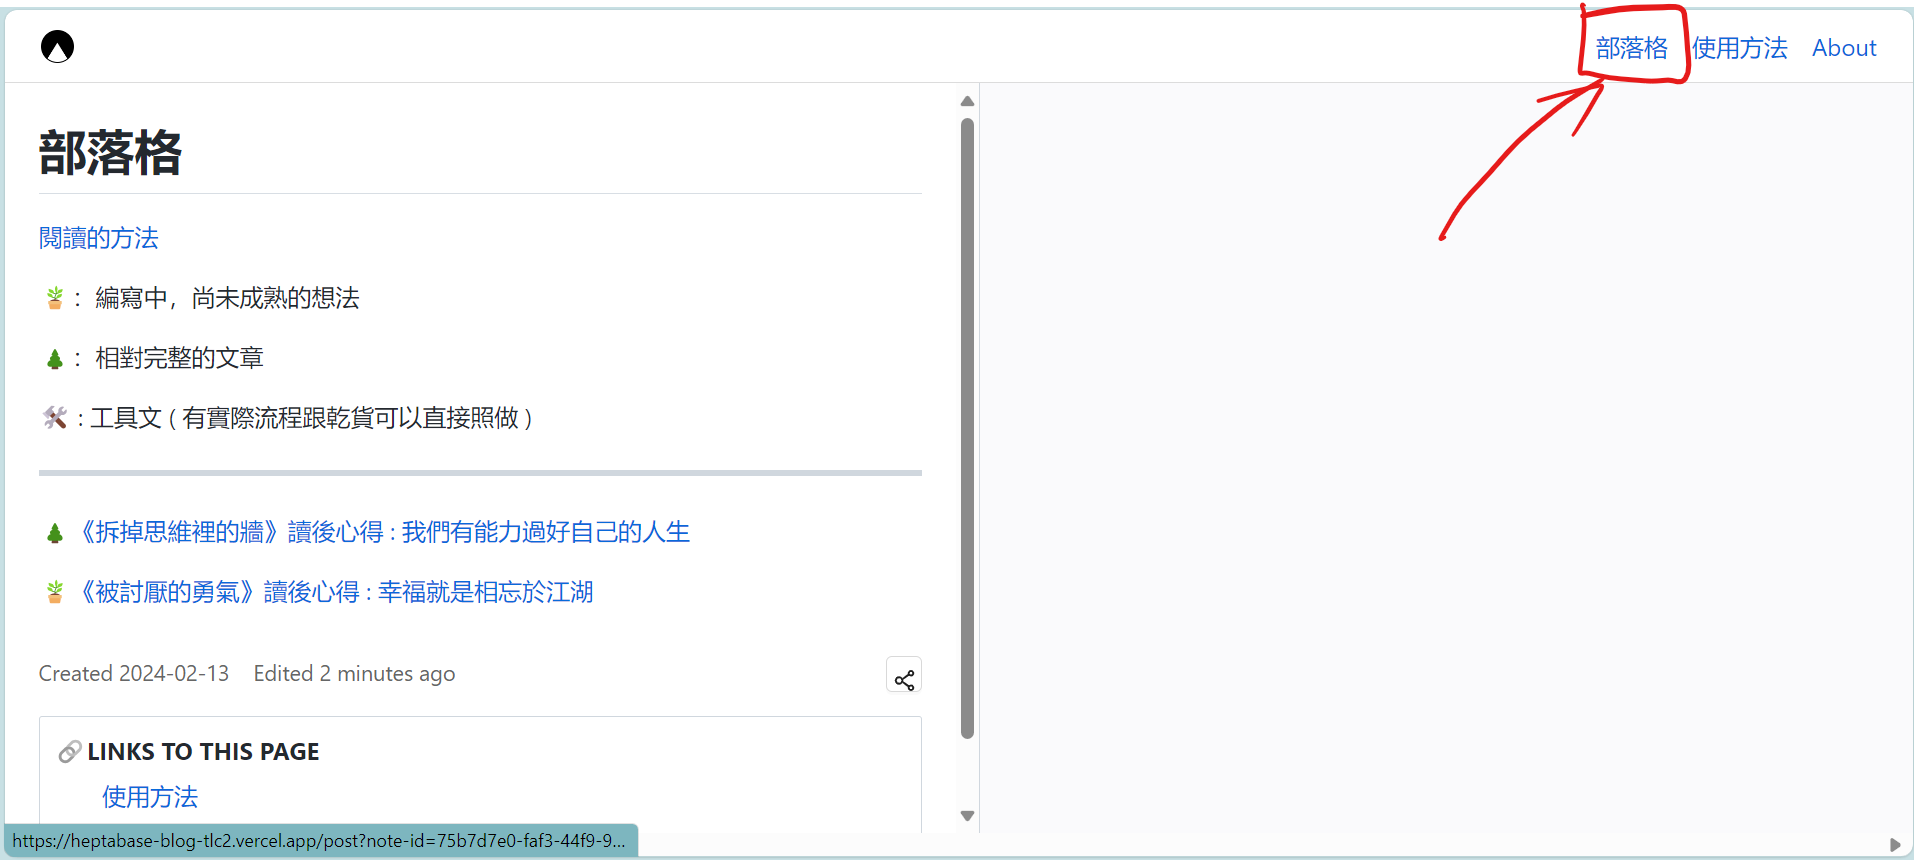 部落格 使用方法 About
部落格
閱讀的方法
🪴 : 編寫中，尚未成熟的想法
🌲 : 相對完整的文章
🛠️ : 工具文 ( 有實際流程跟乾貨可以直接照做 )
🌲 《拆掉思維裡的牆》讀後心得 : 我們有能力過好自己的人生
🪴 《被討厭的勇氣》讀後心得 : 幸福就是相忘於江湖
Created 2024-02-13 Edited 2 minutes ago
🔗 LINKS TO THIS PAGE
使用方法
https://heptabase-blog-tlc2.vercel.app/post?note-id=75b7d7e0-faf3-44f9-9...